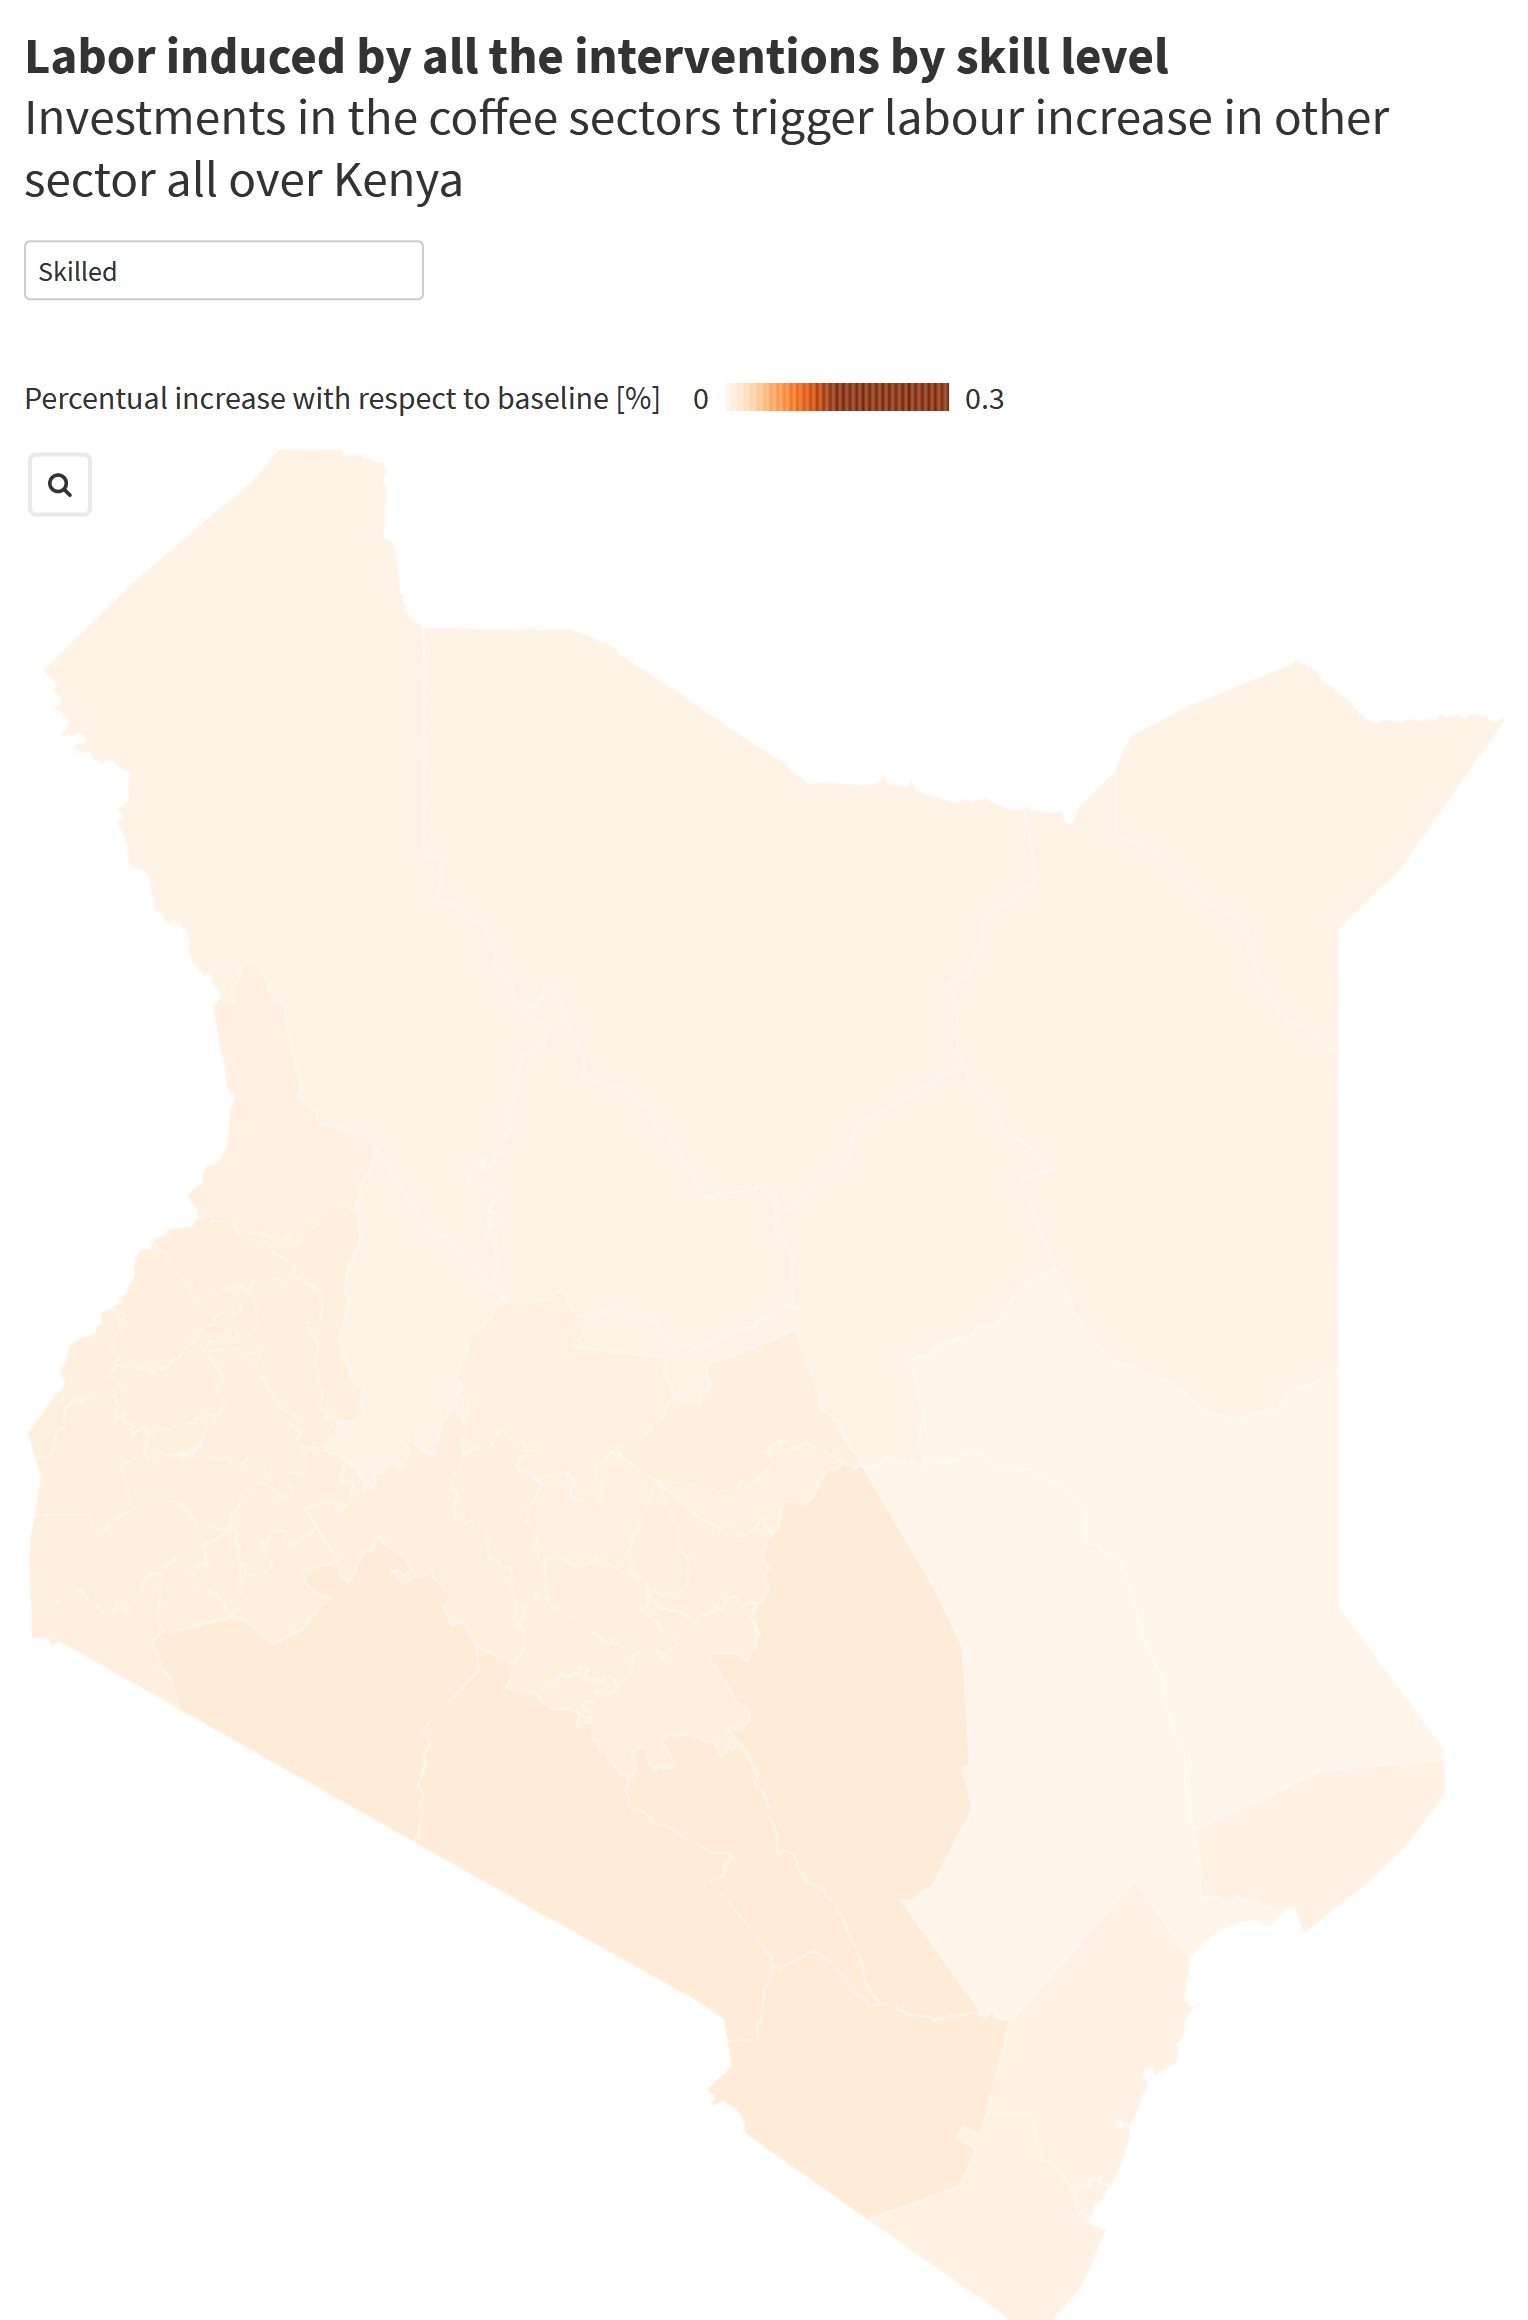 Labor induced by all the interventions by skill level
Investments in the coffee sectors trigger labour increase in other
sector all over Kenya
Skilled
Percentual increase with respect to baseline [%] 0 0.3